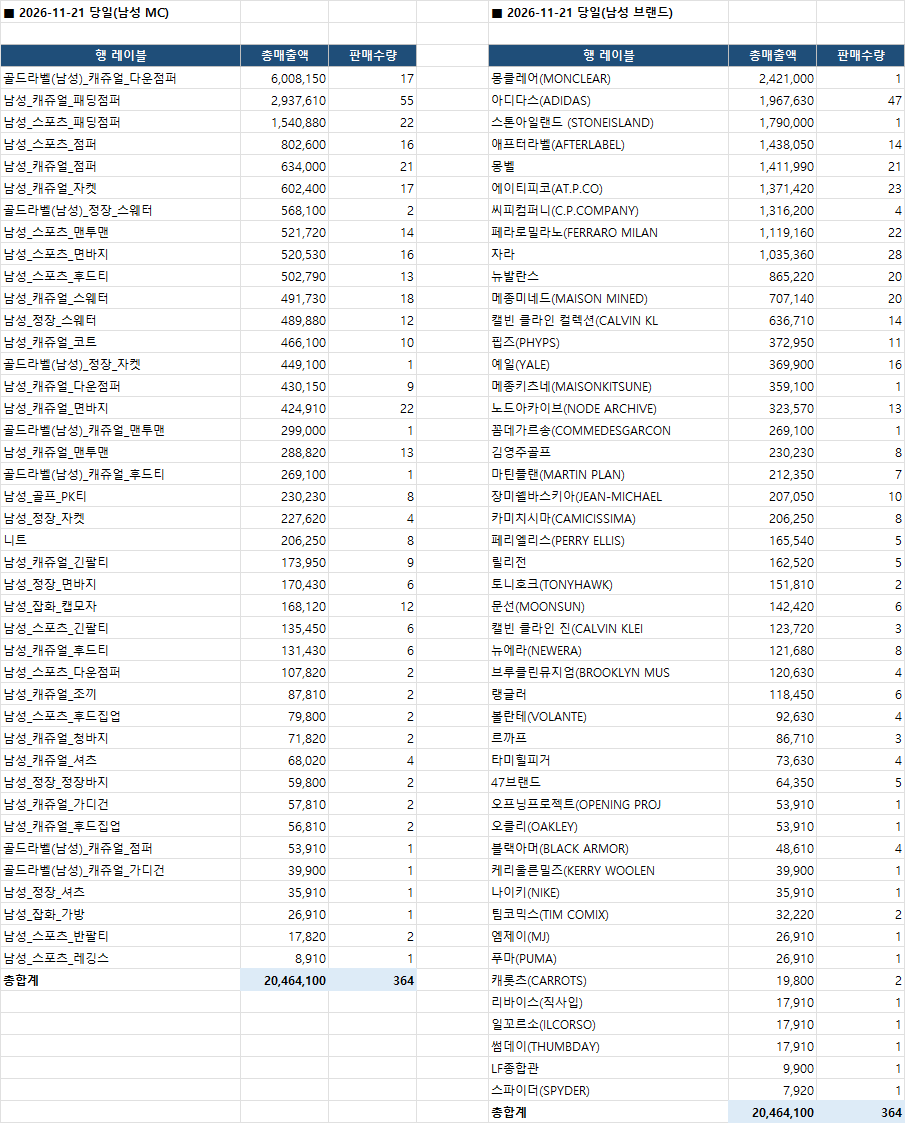 ■ 2026-11-21 당일(남성 MC) ■ 2026-11-21 당일(남성 브랜드)
행 레이블 총매출액 판매수량 행 레이블 총매출액 판매수량
골드라벨(남성)_캐쥬얼_다운점퍼 6,008,150 17 몽클레어(MONCLEAR) 2,421,000 1
남성_캐쥬얼_패딩점퍼 2,937,610 55 아디다스(ADIDAS) 1,967,630 47
남성_스포츠_패딩점퍼 1,540,880 22 스톤아일랜드 (STONEISLAND) 1,790,000 1
남성_스포츠_점퍼 802,600 16 애프터라벨(AFTERLABEL) 1,438,050 14
남성_캐쥬얼_점퍼 634,000 21 몽벨 1,411,990 21
남성_캐쥬얼_자켓 602,400 17 에이티피코(AT.P.CO) 1,371,420 23
골드라벨(남성)_정장_스웨터 568,100 2 씨피컴퍼니(C.P.COMPANY) 1,316,200 4
남성_스포츠_맨투맨 521,720 14 페라로밀라노(FERRARO MILAN 1,119,160 22
남성_스포츠_면바지 520,530 16 자라 1,035,360 28
남성_스포츠_후드티 502,790 13 뉴발란스 865,220 20
남성_캐쥬얼_스웨터 491,730 18 메종미네드(MAISON MINED) 707,140 20
남성_정장_스웨터 489,880 12 캘빈 클라인 컬렉션(CALVIN KL 636,710 14
남성_캐쥬얼_코트 466,100 10 핍즈(PHYPS) 372,950 11
골드라벨(남성)_정장_자켓 449,100 1 예일(YALE) 369,900 16
남성_캐쥬얼_다운점퍼 430,150 9 메종키츠네(MAISONKITSUNE) 359,100 1
남성_캐쥬얼_면바지 424,910 22 노드아카이브(NODE ARCHIVE) 323,570 13
골드라벨(남성)_캐쥬얼_맨투맨 299,000 1 꼼데가르송(COMMEDESGARCON 269,100 1
남성_캐쥬얼_맨투맨 288,820 13 김영주골프 230,230 8
골드라벨(남성)_캐쥬얼_후드티 269,100 1 마틴플랜(MARTIN PLAN) 212,350 7
남성_골프_PK티 230,230 8 장미쉘바스키아(JEAN-MICHAEL 207,050 10
남성_정장_자켓 227,620 4 카미치시마(CAMICISSIMA) 206,250 8
니트 206,250 8 페리엘리스(PERRY ELLIS) 165,540 5
남성_캐쥬얼_긴팔티 173,950 9 릴리전 162,520 5
남성_정장_면바지 170,430 6 토니호크(TONYHAWK) 151,810 2
남성_잡화_캡모자 168,120 12 문선(MOONSUN) 142,420 6
남성_스포츠_긴팔티 135,450 6 캘빈 클라인 진(CALVIN KLEI 123,720 3
남성_캐쥬얼_후드티 131,430 6 뉴에라(NEWERA) 121,680 8
남성_스포츠_다운점퍼 107,820 2 브루클린뮤지엄(BROOKLYN MUS 120,630 4
남성_캐쥬얼_조끼 87,810 2 랭글러 118,450 6
남성_스포츠_후드집업 79,800 2 볼란테(VOLANTE) 92,630 4
남성_캐쥬얼_청바지 71,820 2 르까프 86,710 3
남성_캐쥬얼_셔츠 68,020 4 타미힐피거 73,630 4
남성_정장_정장바지 59,800 2 47브랜드 64,350 5
남성_캐쥬얼_가디건 57,810 2 오프닝프로젝트(OPENING PROJ 53,910 1
남성_캐쥬얼_후드집업 56,810 2 오클리(OAKLEY) 53,910 1
골드라벨(남성)_캐쥬얼_점퍼 53,910 1 블랙아머(BLACK ARMOR) 48,610 4
골드라벨(남성)_캐쥬얼_가디건 39,900 1 케리울른밀즈(KERRY WOOLEN 39,900 1
남성_정장_셔츠 35,910 1 나이키(NIKE) 35,910 1
남성_잡화_가방 26,910 1 팀코믹스(TIM COMIX) 32,220 2
남성_스포츠_반팔티 17,820 2 엠제이(MJ) 26,910 1
남성_스포츠_레깅스 8,910 1 푸마(PUMA) 26,910 1
총합계 20,464,100 364 캐롯츠(CARROTS) 19,800 2
리바이스(직사입) 17,910 1
일꼬르소(ILCORSO) 17,910 1
썸데이(THUMBDAY) 17,910 1
LF종합관 9,900 1
스파이더(SPYDER) 7,920 1
총합계 20,464,100 364